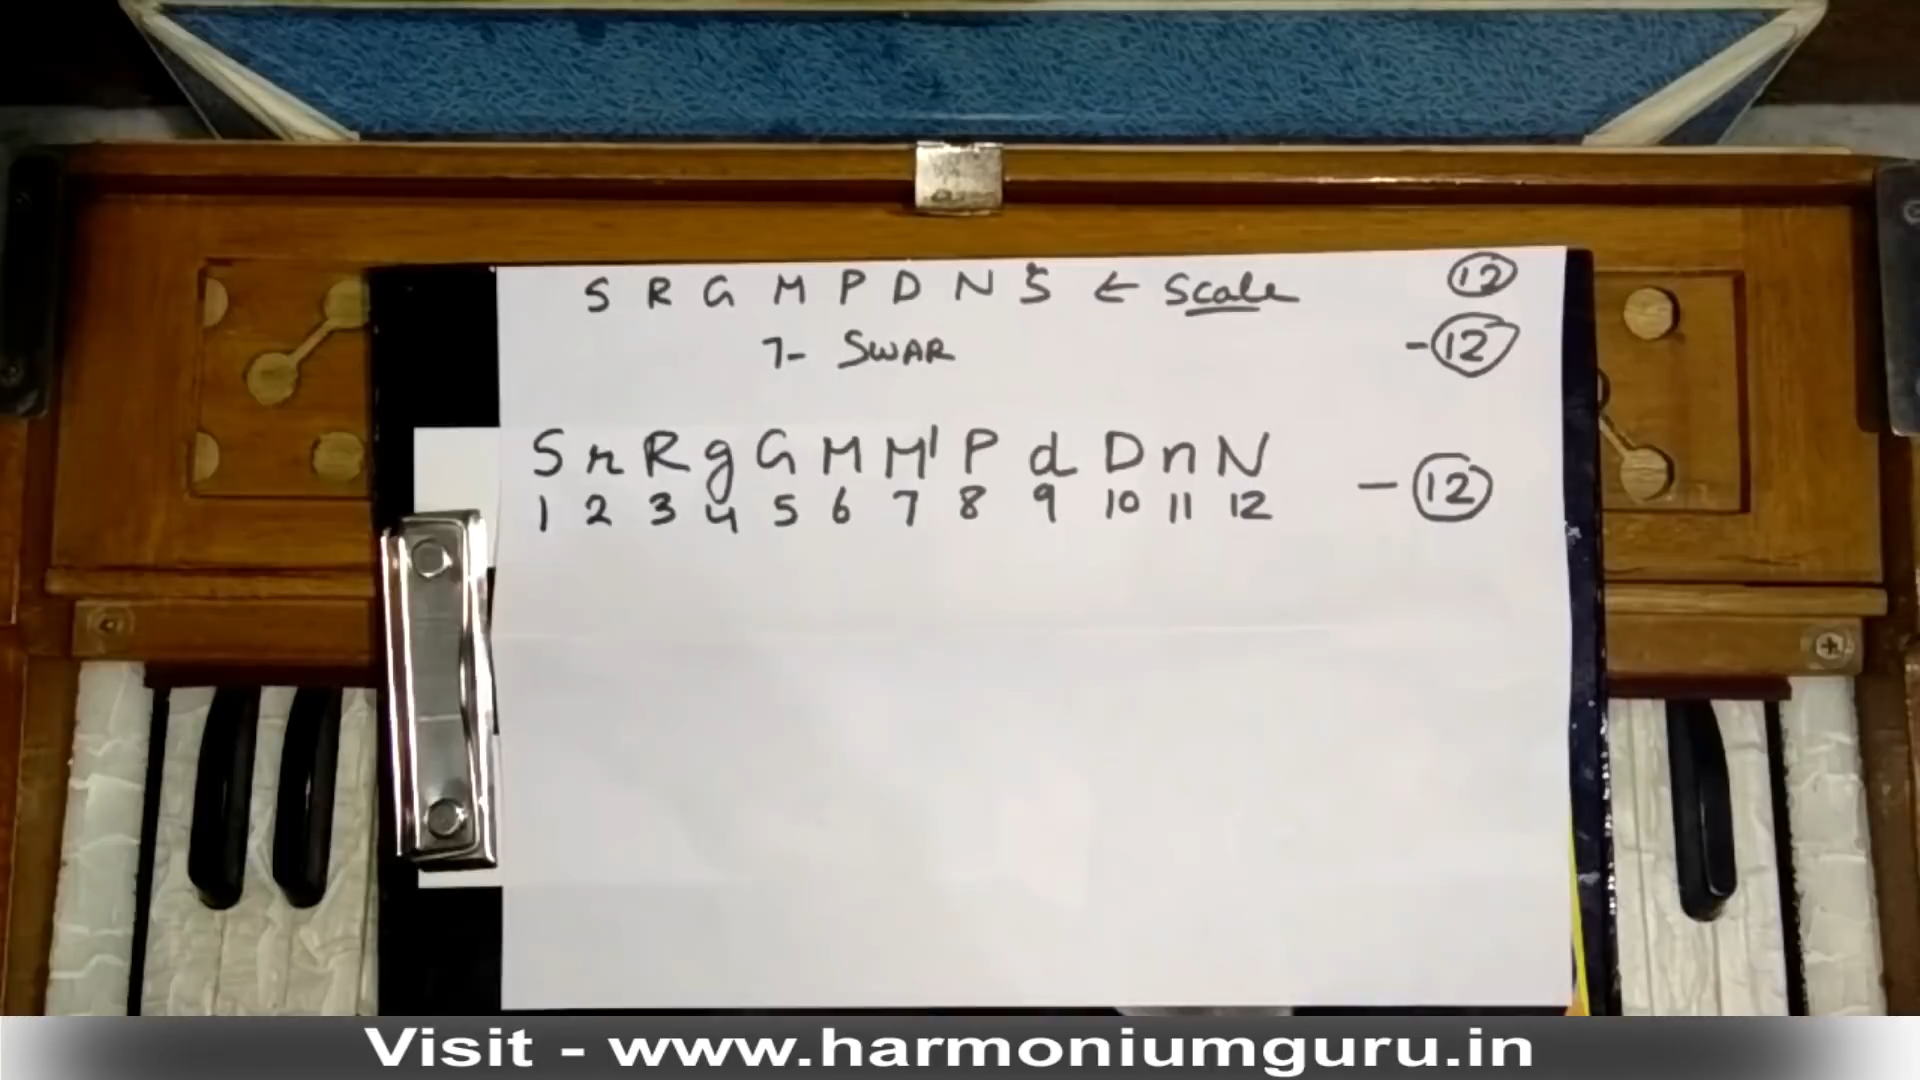 S R G M P D N Ṡ ← Scale (12)
7- SWAR - (12)
S r R g G M M' P d D n N - (12)
1 2 3 4 5 6 7 8 9 10 11 12
Visit - www.harmoniumguru.in